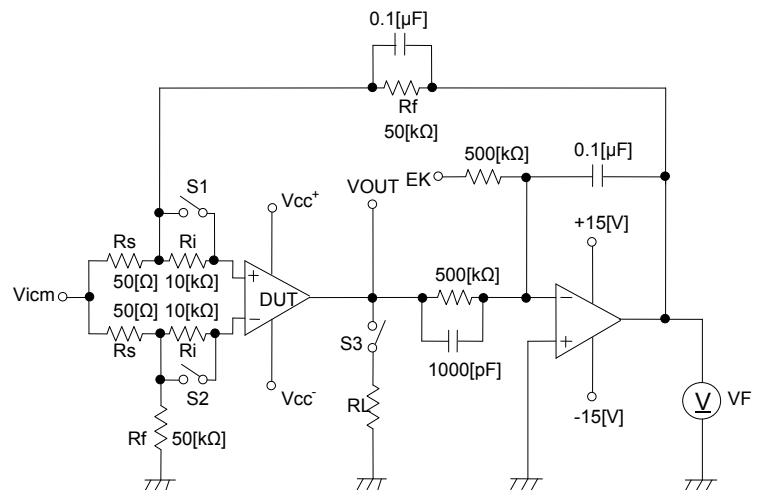 0.1[µF]
Rf
50[kΩ]
500[kΩ]
0.1[µF]
EK
VOUT
S1
Vcc+
+15[V]
Rs
Ri
50[Ω]
10[kΩ]
Vicm
+
DUT
−
500[kΩ]
−
+
50[Ω]
10[kΩ]
Rs
Ri
S3
1000[pF]
S2
Vcc-
RL
-15[V]
V
VF
Rf
50[kΩ]